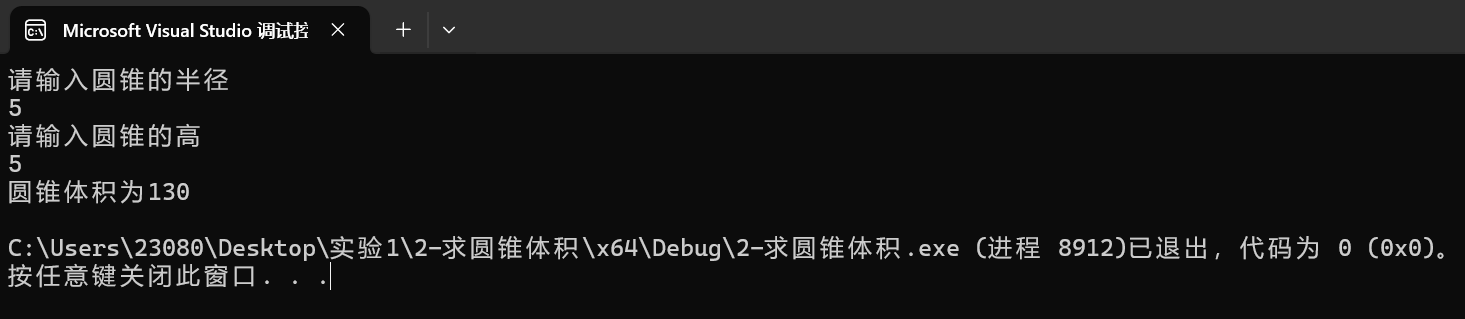 Microsoft Visual Studio 调试控
请输入圆锥的半径
5
请输入圆锥的高
5
圆锥体积为130
C:\Users\23080\Desktop\实验1\2-求圆锥体积\x64\Debug\2-求圆锥体积.exe (进程 8912)已退出，代码为 0 (0x0)。
按任意键关闭此窗口. . .